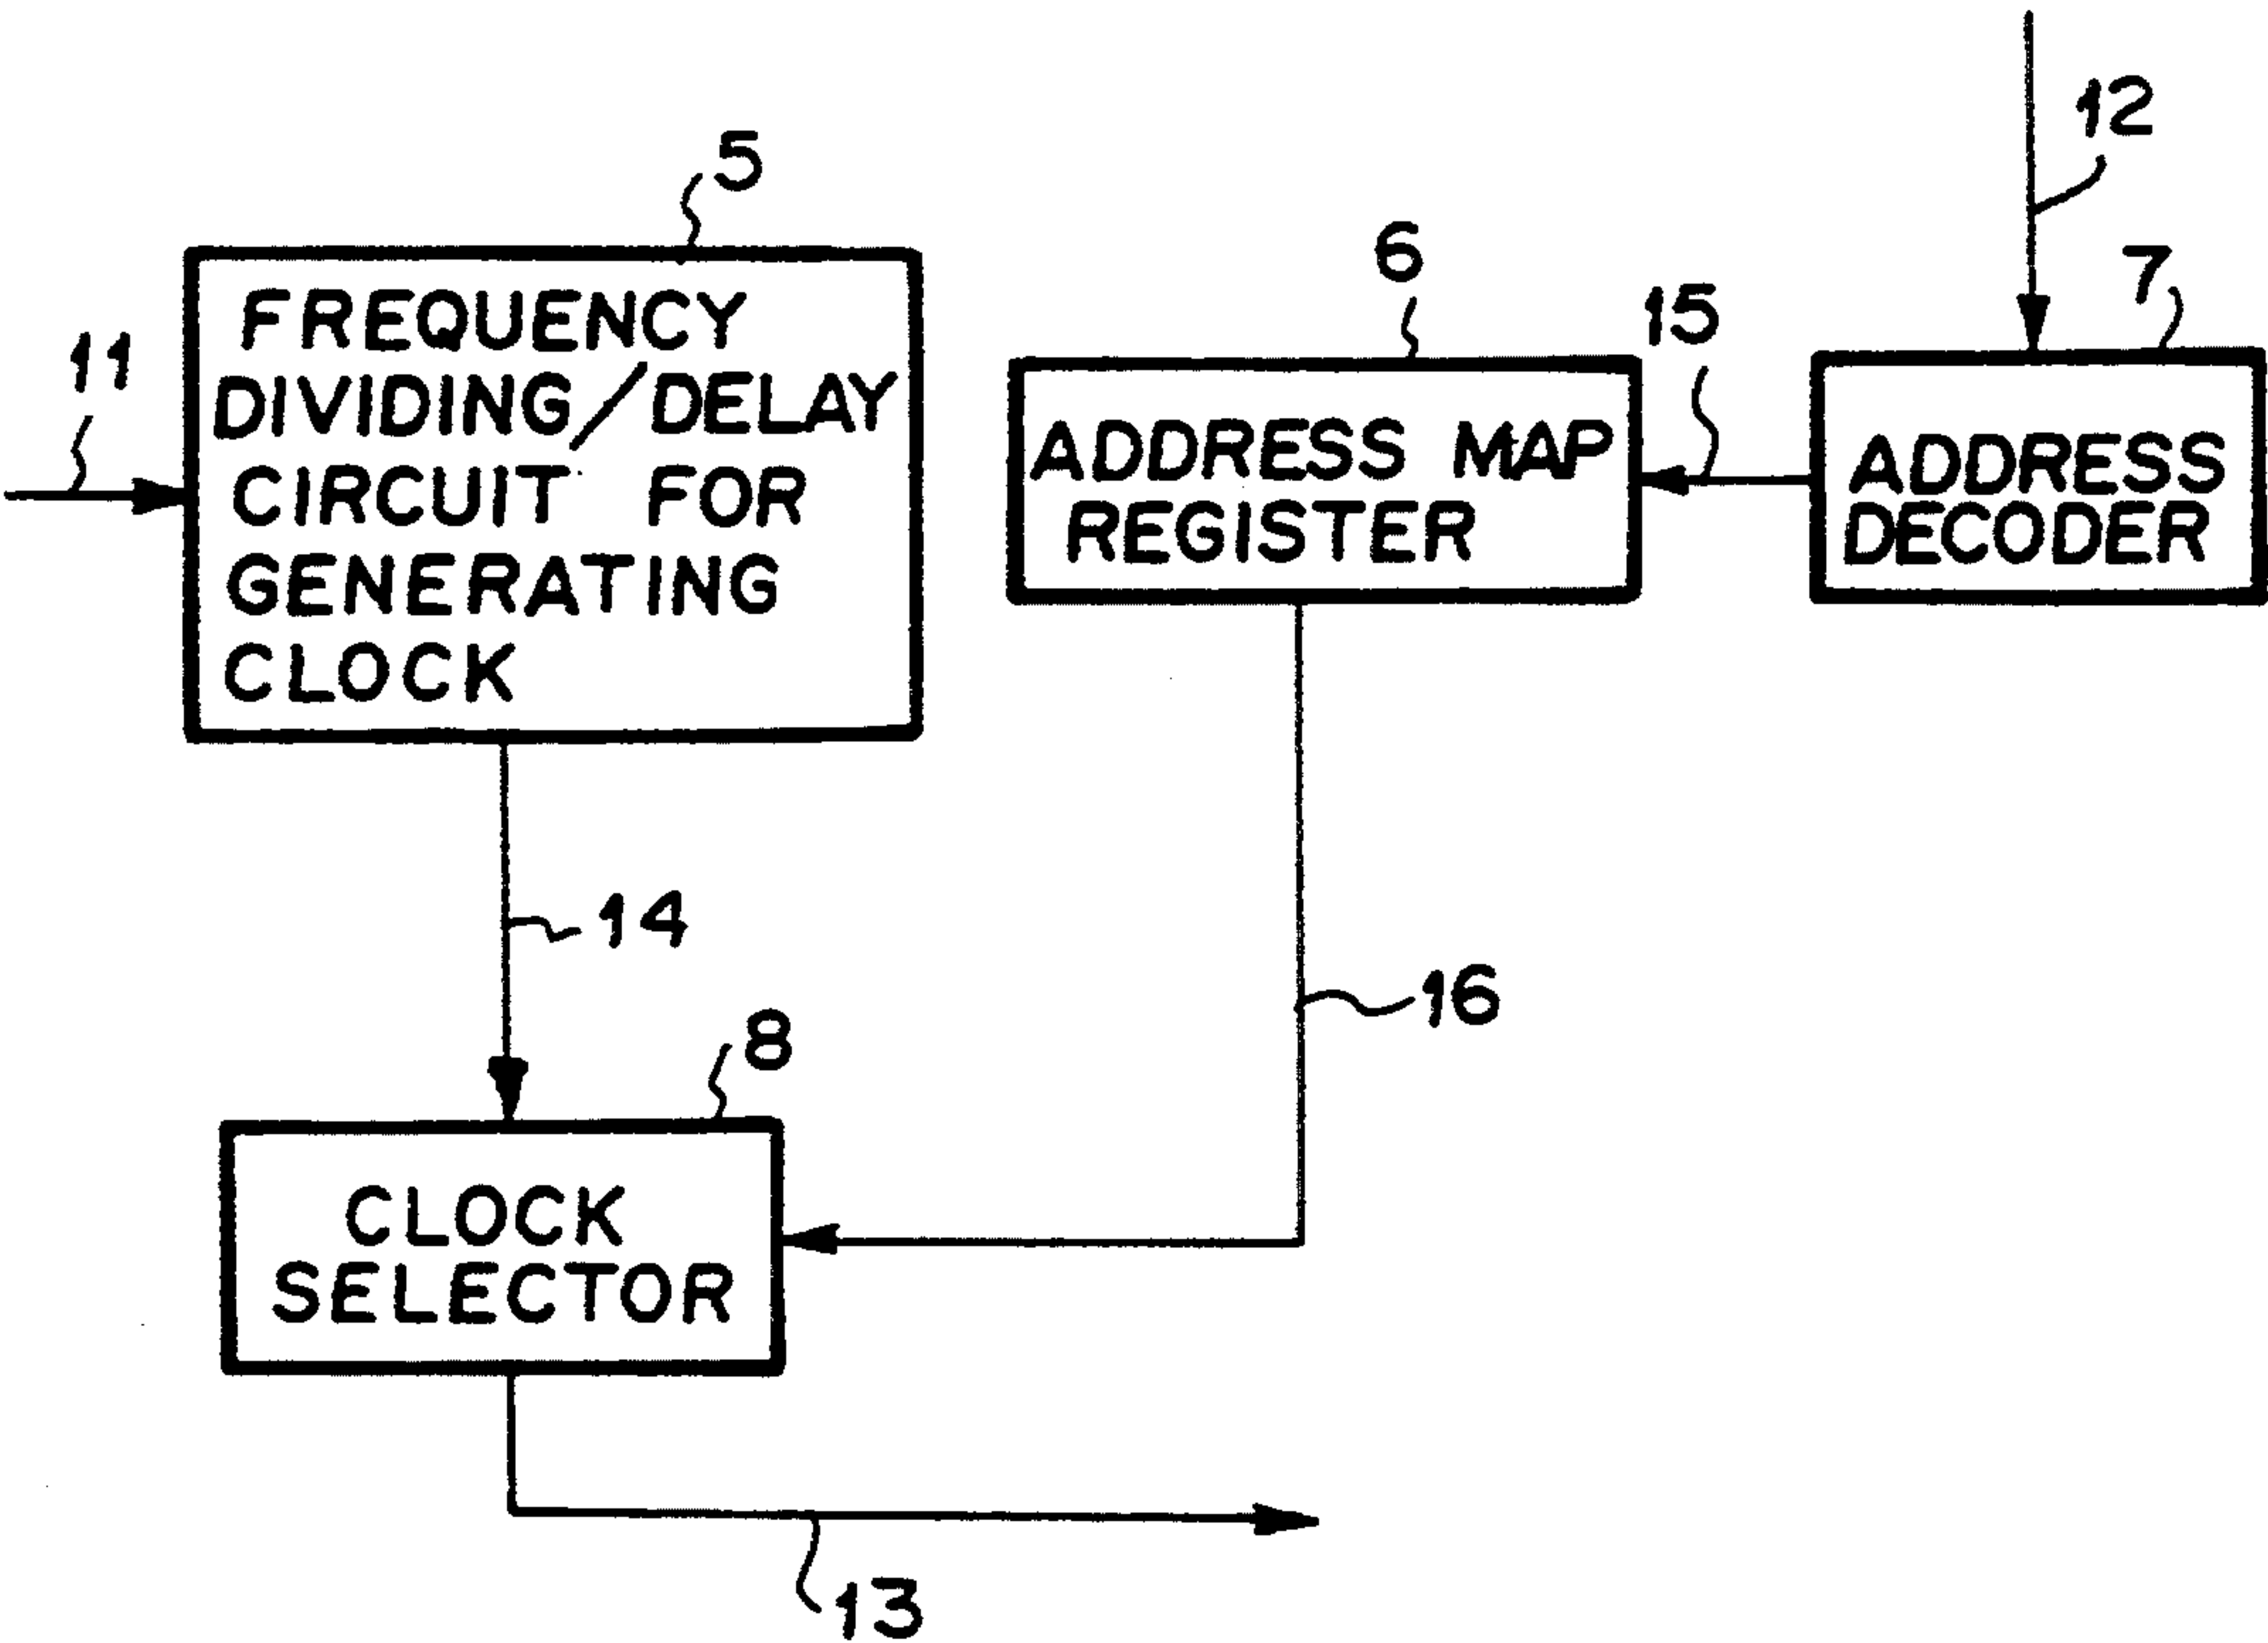 5
11
FREQUENCY
DIVIDING/DELAY
CIRCUIT FOR
GENERATING
CLOCK
6
ADDRESS MAP
REGISTER
15
12
7
ADDRESS
DECODER
14
16
8
CLOCK
SELECTOR
13